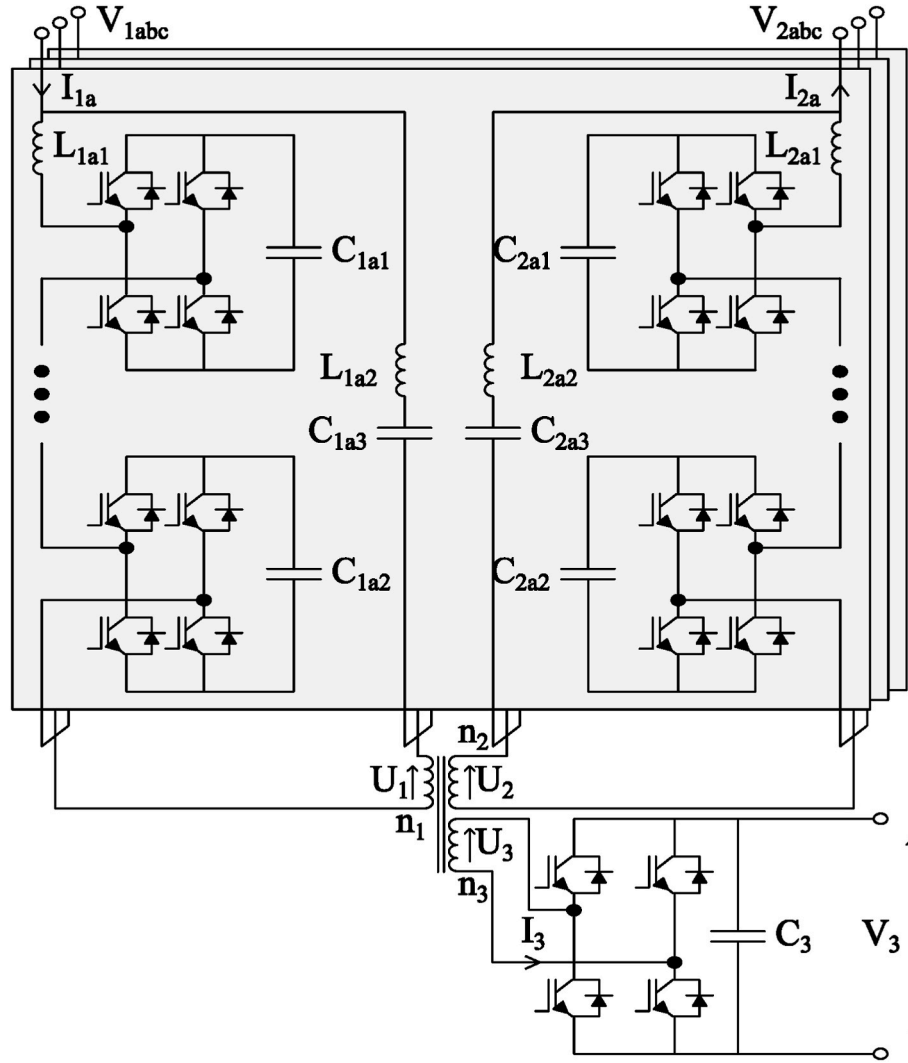 V1abc V2abc
I1a I2a
L1a1 L2a1
C1a1 C2a1
L1a2 L2a2
C1a3 C2a3
C1a2 C2a2
n2
U1 U2
n1
U3
n3
I3 C3 V3